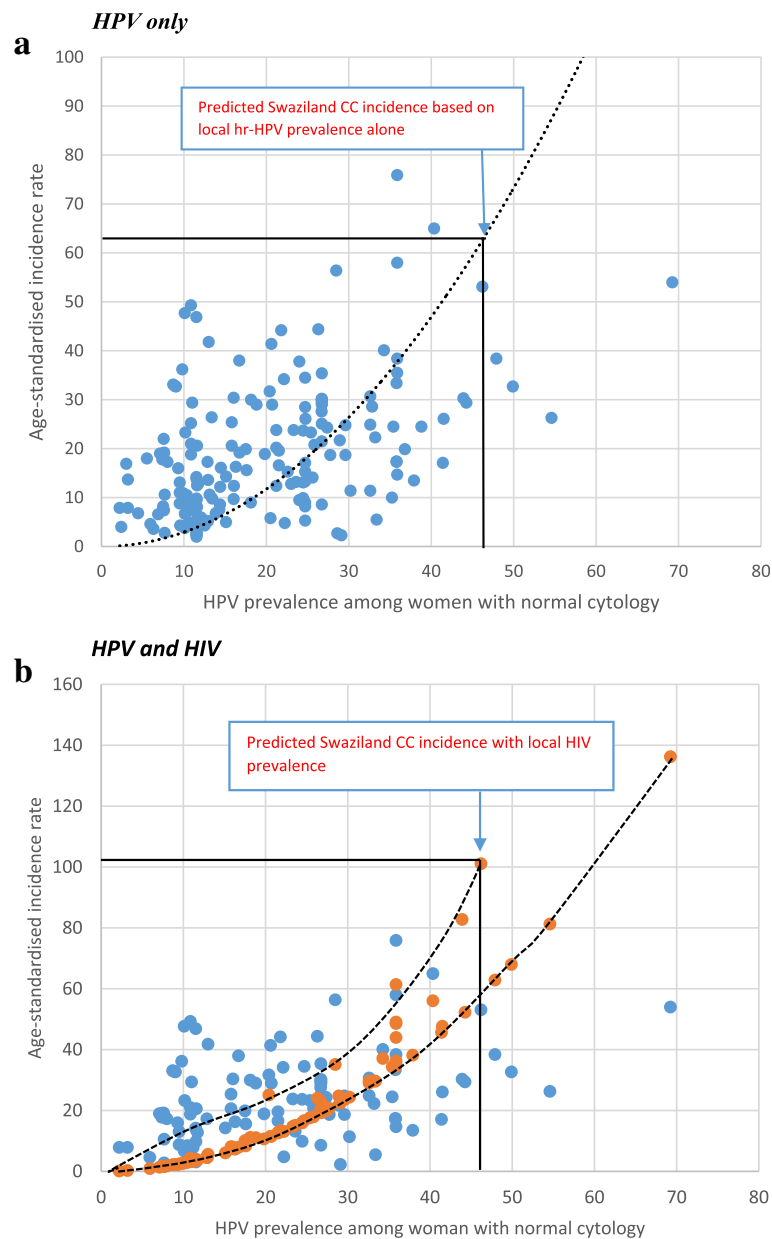 HPV only
a
100
90
80
70
60
50
40
30
20
10
0
Age-standardised incidence rate
Predicted Swaziland CC incidence based on
local hr-HPV prevalence alone
0 10 20 30 40 50 60 70 80
HPV prevalence among women with normal cytology
HPV and HIV
b
160
140
120
100
80
60
40
20
0
Age-standardised incidence rate
Predicted Swaziland CC incidence with local HIV
prevalence
0 10 20 30 40 50 60 70 80
HPV prevalence among woman with normal cytology